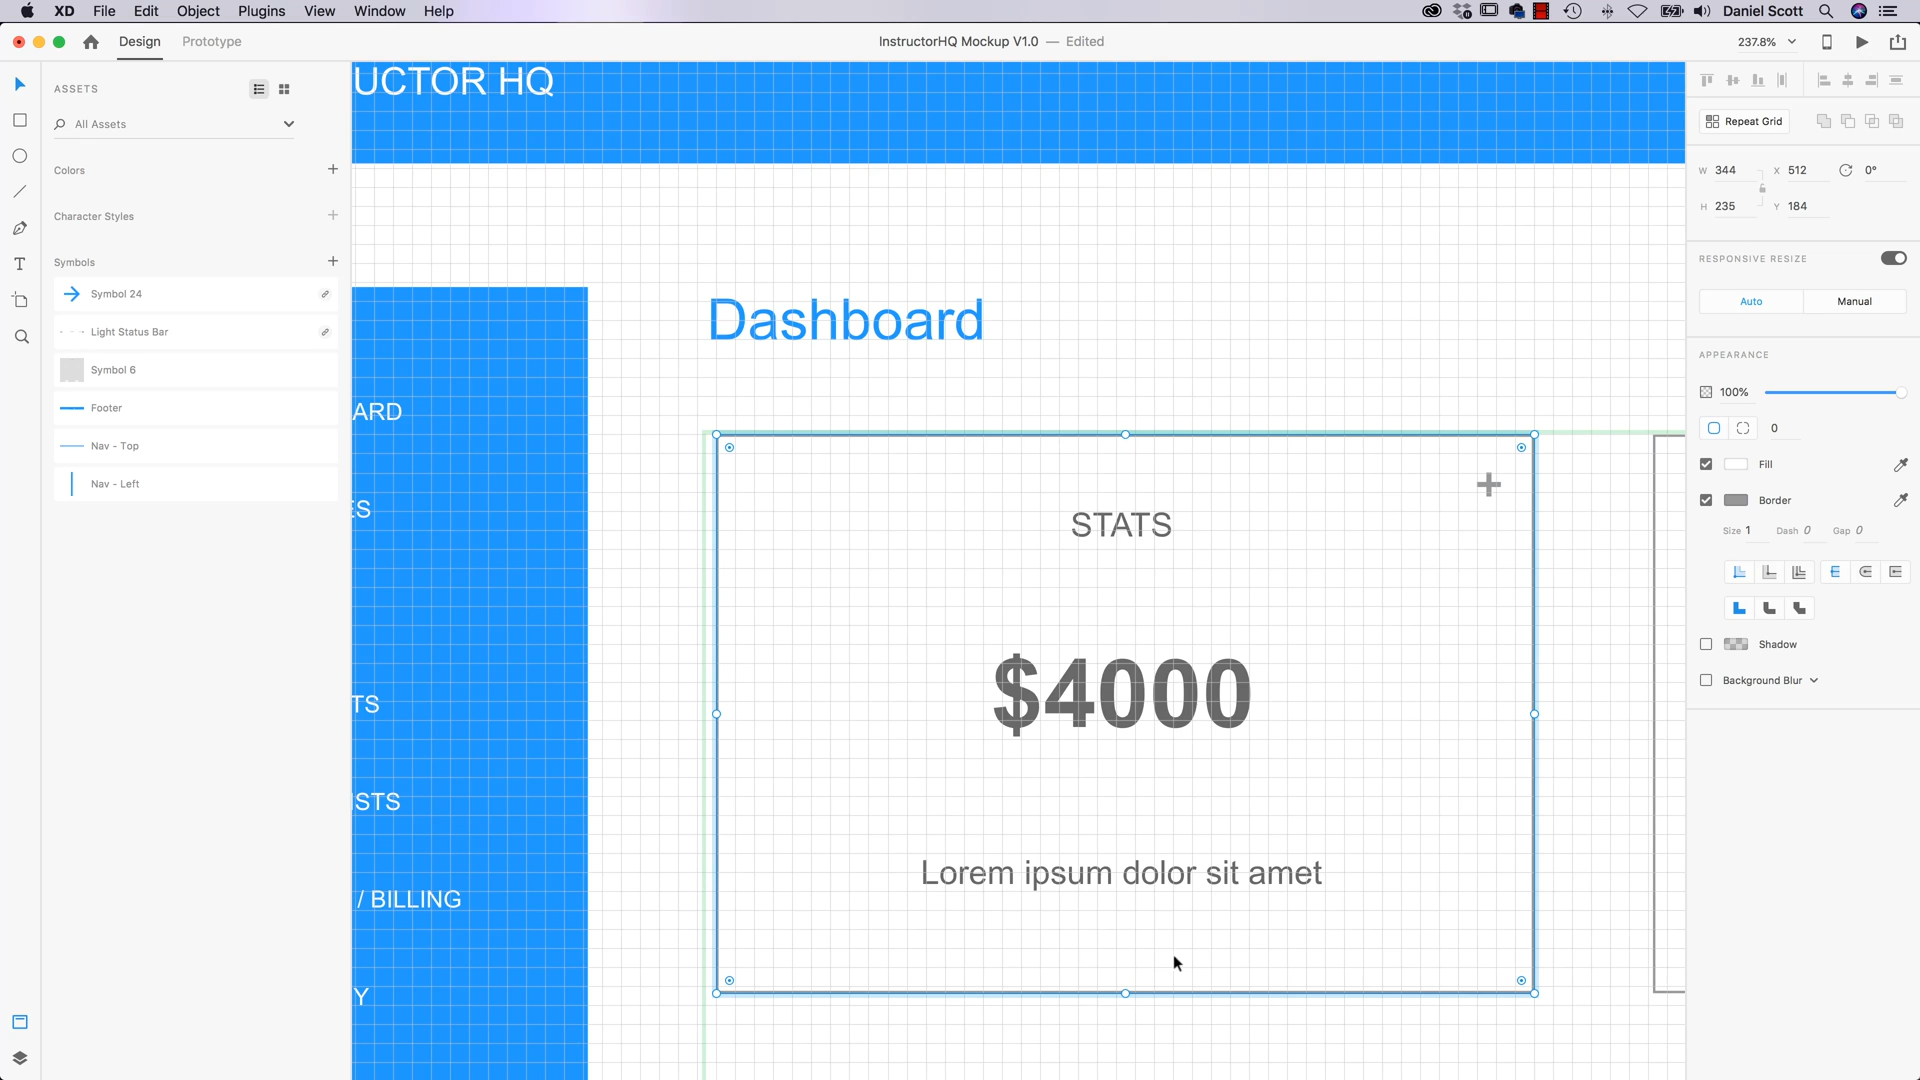 XD File Edit Object Plugins View Window Help Daniel Scott
Design Prototype InstructorHQ Mockup V1.0 — Edited 237.8%
ASSETS
All Assets
Colors
Character Styles
Symbols
Symbol 24
Light Status Bar
Symbol 6
Footer
Nav - Top
Nav - Left
UCTOR HQ
ARD
ES
TS
ISTS
/ BILLING
Y
Dashboard
STATS
$4000
Lorem ipsum dolor sit amet
Repeat Grid
W 344 X 512 0°
H 235 Y 184
RESPONSIVE RESIZE
Auto Manual
APPEARANCE
100%
0
Fill
Border
Size 1 Dash 0 Gap 0
Shadow
Background Blur